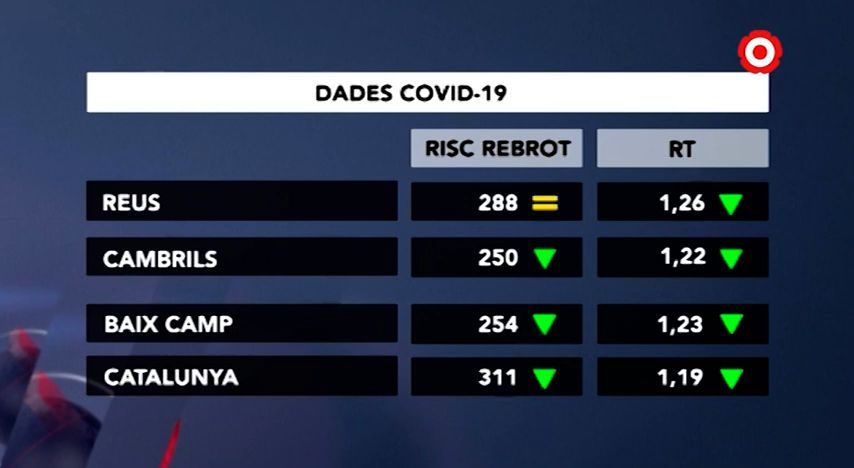 DADES COVID-19
RISC REBROT RT
REUS 288 = 1,26 ▼
CAMBRILS 250 ▼ 1,22 ▼
BAIX CAMP 254 ▼ 1,23 ▼
CATALUNYA 311 ▼ 1,19 ▼